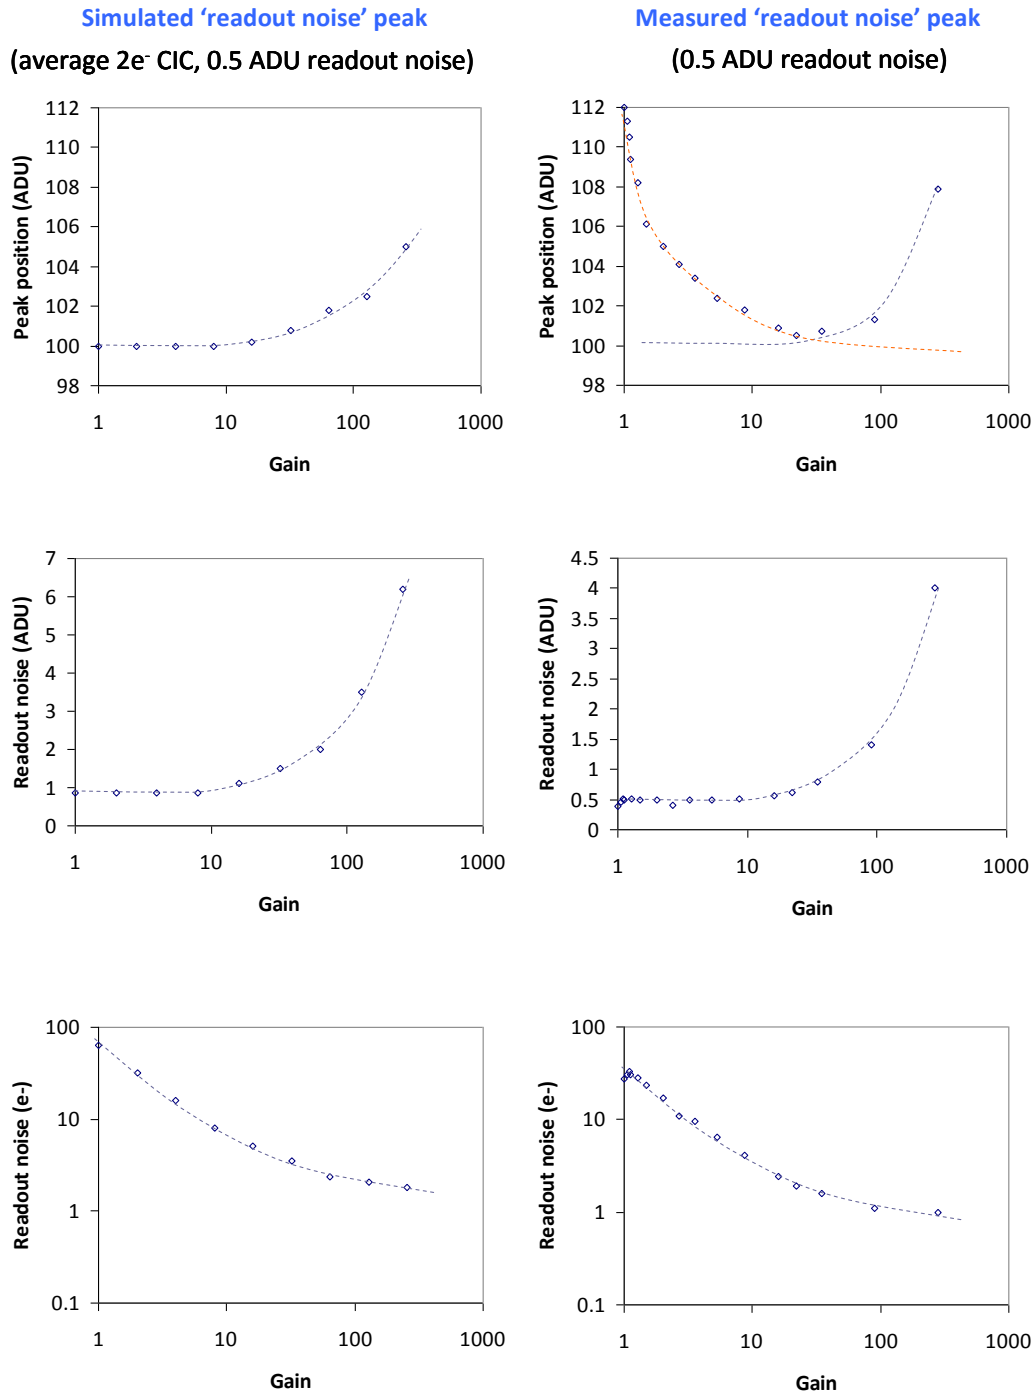 Simulated ‘readout noise’ peak
(average 2e- CIC, 0.5 ADU readout noise)
Measured ‘readout noise’ peak
(0.5 ADU readout noise)
Peak position (ADU)
112
110
108
106
104
102
100
98
1 10 100 1000
Gain
Peak position (ADU)
112
110
108
106
104
102
100
98
1 10 100 1000
Gain
Readout noise (ADU)
7
6
5
4
3
2
1
0
1 10 100 1000
Gain
Readout noise (ADU)
4.5
4
3.5
3
2.5
2
1.5
1
0.5
0
1 10 100 1000
Gain
Readout noise (e-)
100
10
1
0.1
1 10 100 1000
Gain
Readout noise (e-)
100
10
1
0.1
1 10 100 1000
Gain